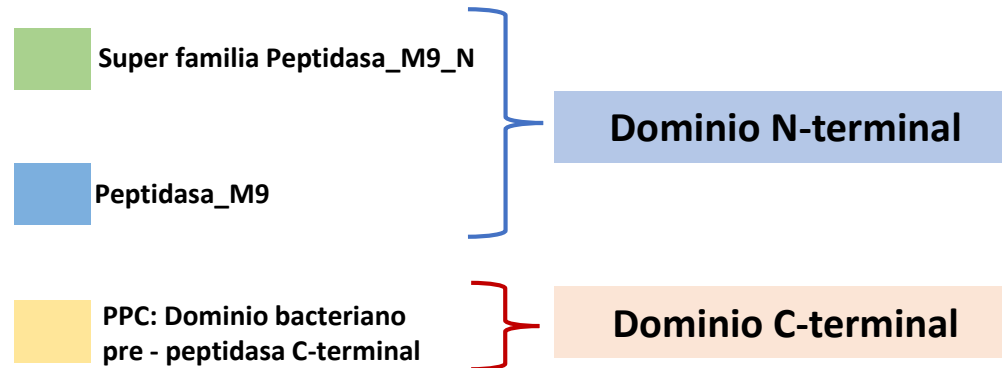 Super familia Peptidasa_M9_N
Dominio N-terminal
Peptidasa_M9
PPC: Dominio bacteriano
pre - peptidasa C-terminal
Dominio C-terminal